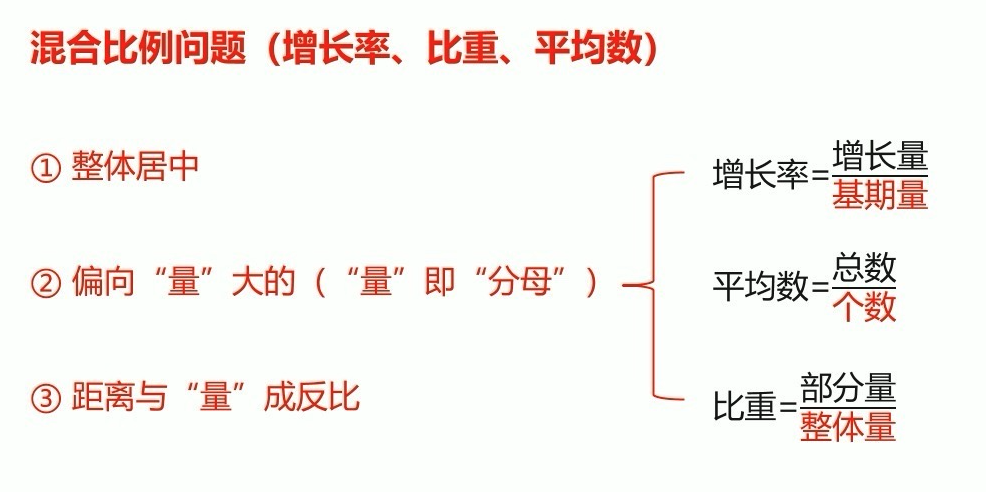 混合比例问题（增长率、比重、平均数）
① 整体居中
② 偏向“量”大的（“量”即“分母”）
③ 距离与“量”成反比
增长率=增长量
基期量
平均数=总数
个数
比重=部分量
整体量